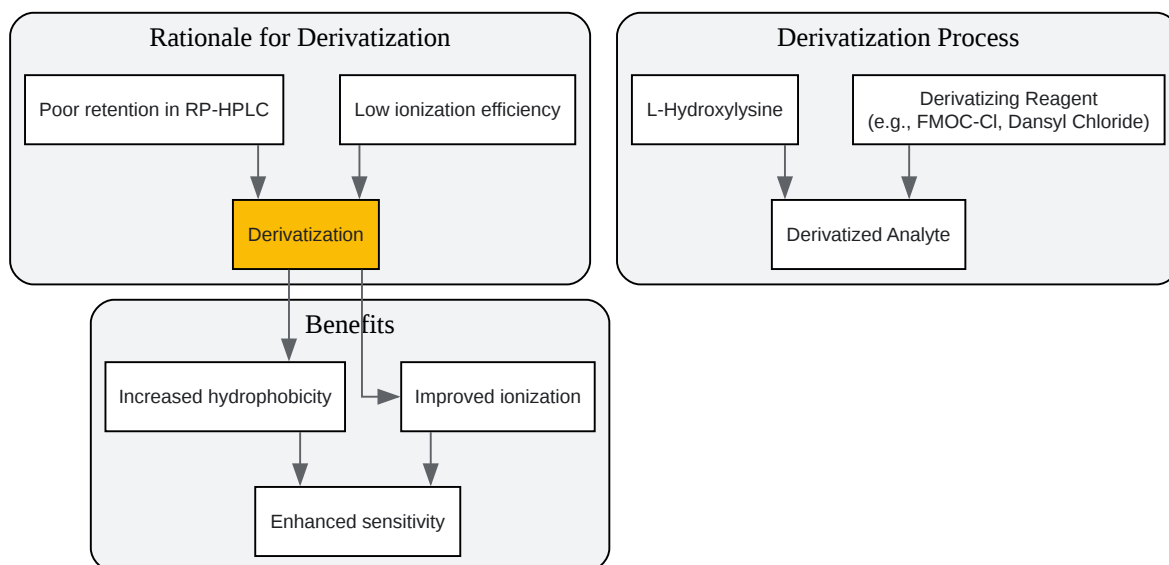 Rationale for Derivatization
Poor retention in RP-HPLC
Low ionization efficiency
Derivatization
Benefits
Increased hydrophobicity
Improved ionization
Enhanced sensitivity
Derivatization Process
L-Hydroxylysine
Derivatizing Reagent
(e.g., FMOC-Cl, Dansyl Chloride)
Derivatized Analyte